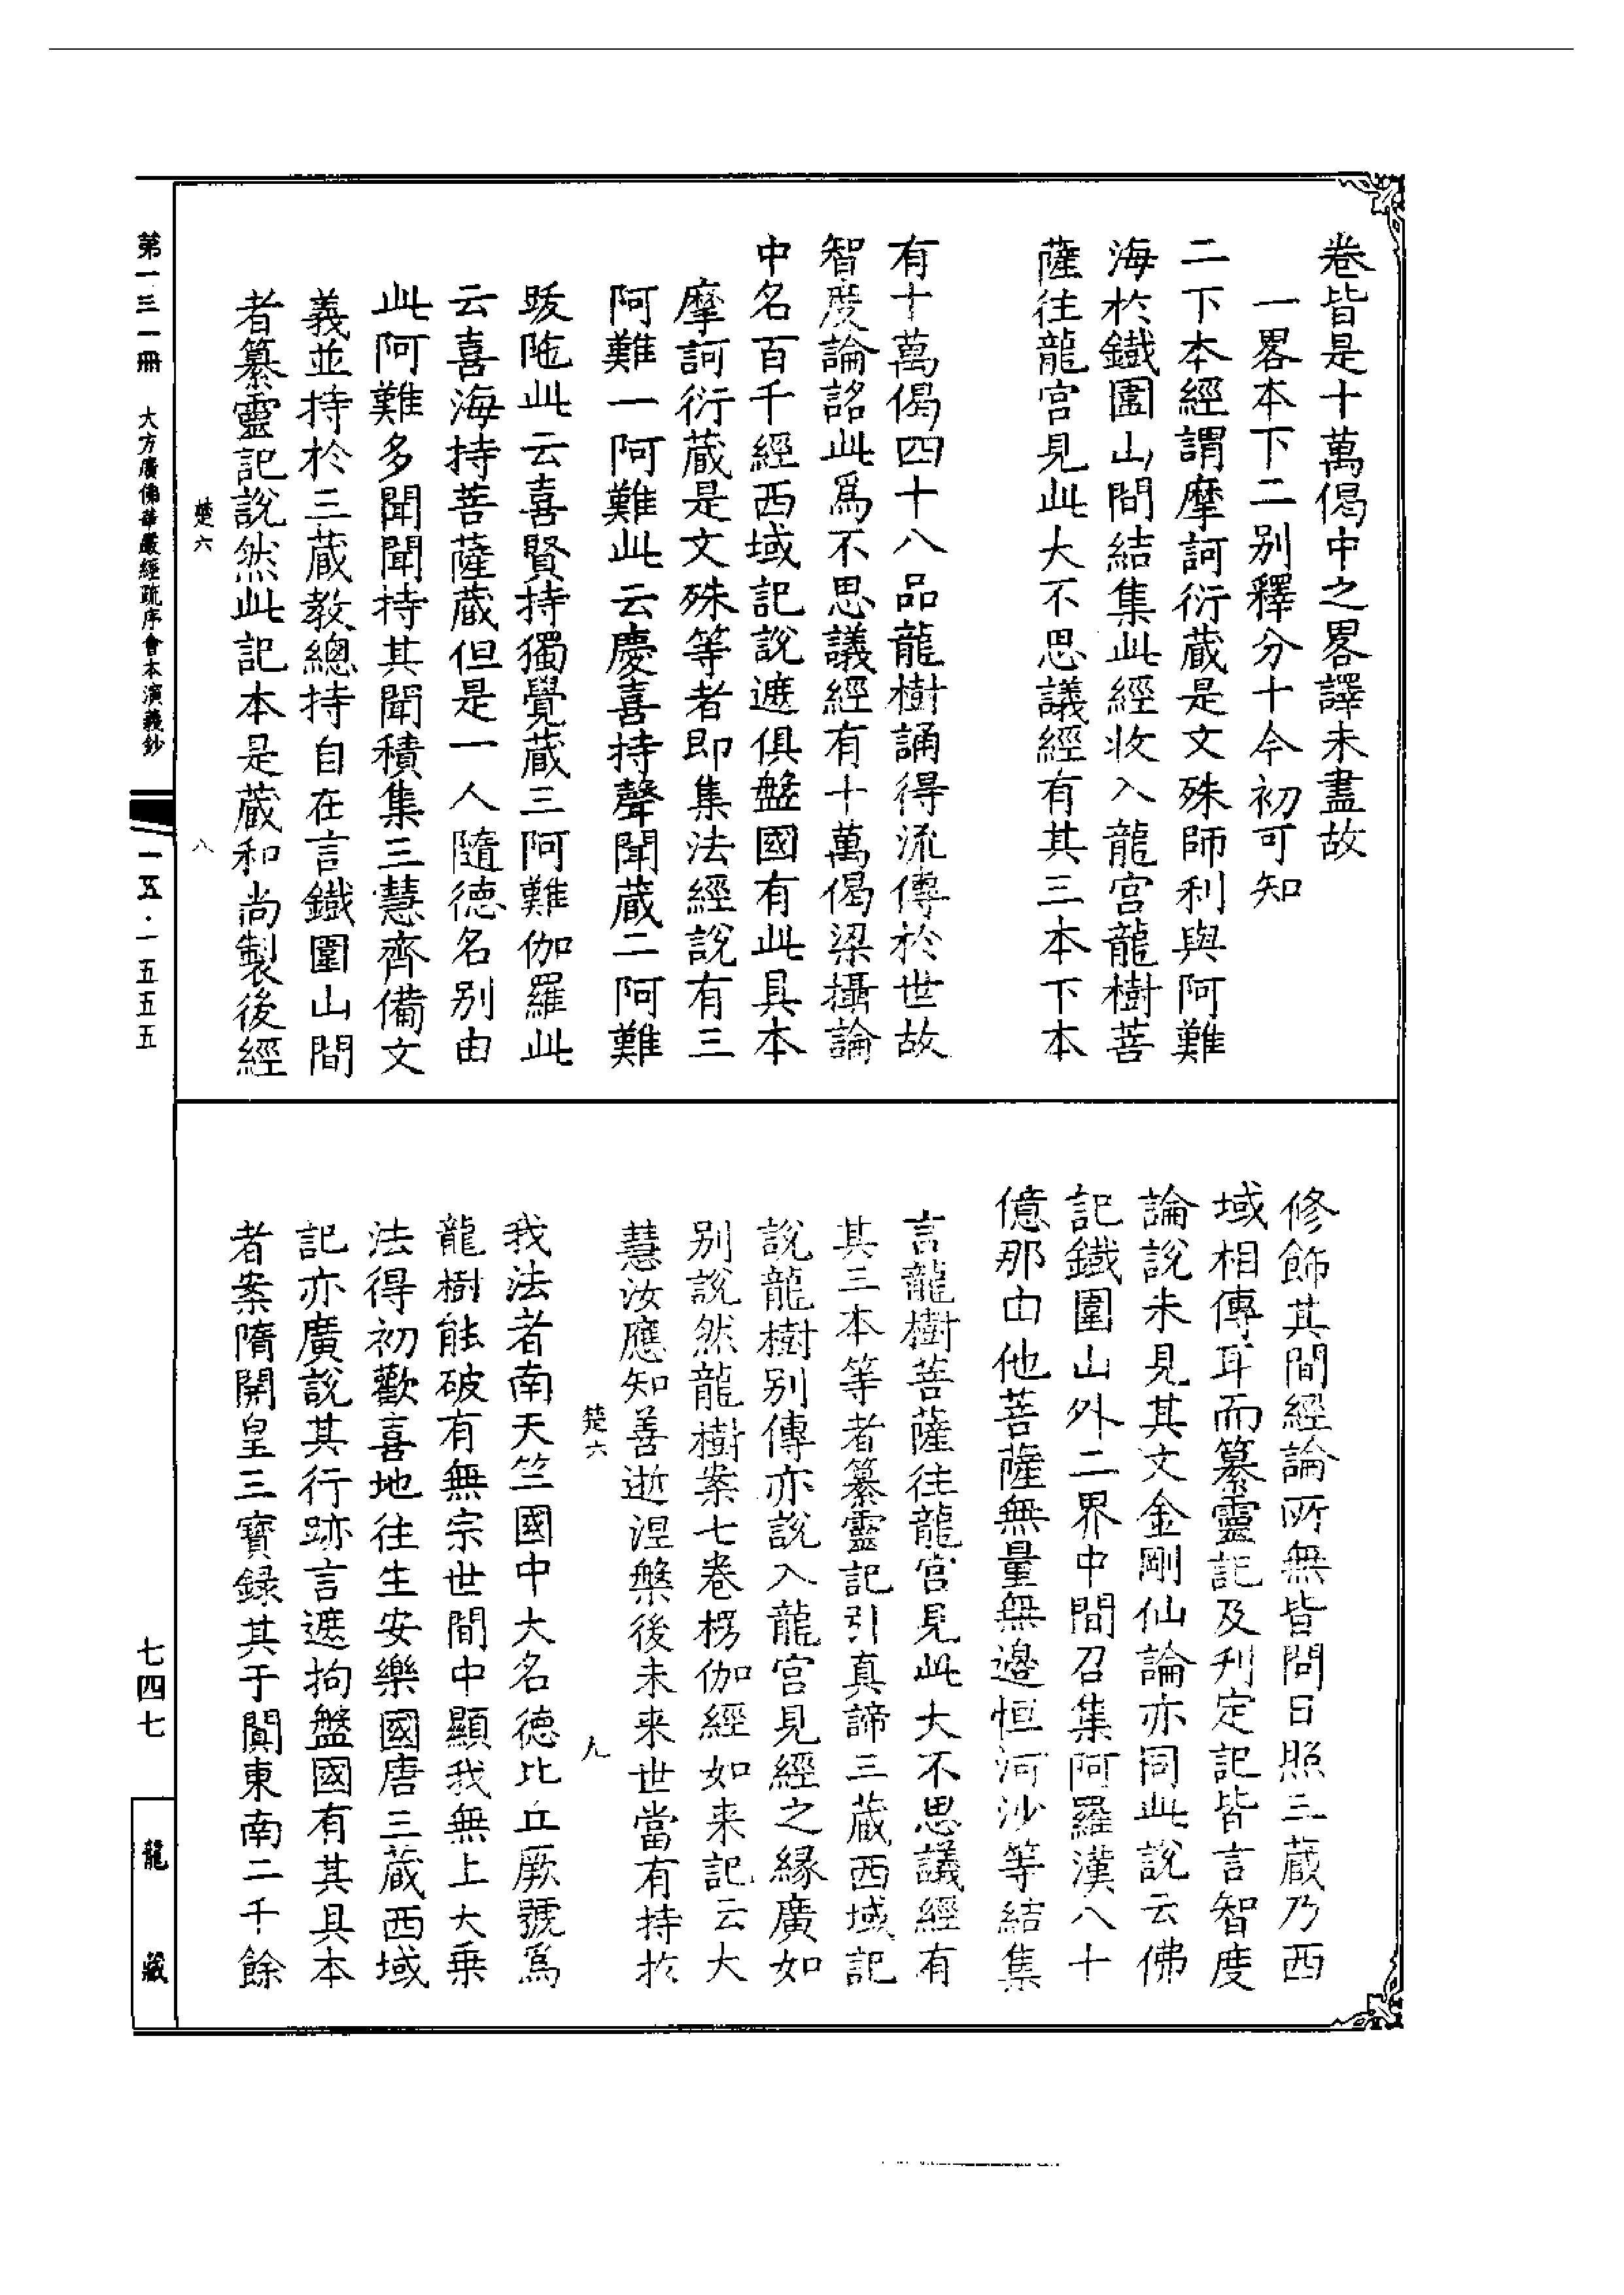 卷皆是十萬偈中之畧譯未盡故
一畧本下二別釋分十今初可知
二下本經謂摩訶衍藏是文殊師利與阿難
海於鐵圍山間結集此經收入龍宮龍樹菩
薩往龍宮見此大不思議經有其三本下本
有十萬偈四十八品龍樹誦得流傳於世故
智度論詺此爲不思議經有十萬偈梁攝論
中名百千經西域記說遮俱盤國有此具本
摩訶衍藏是文殊等者即集法經說有三
阿難一阿難此云慶喜持聲聞藏二阿難
跋陁此云喜賢持獨覺藏三阿難伽羅此
云喜海持菩薩藏但是一人隨德名別由
此阿難多聞聞持其聞積集三慧齊備文
義並持於三藏教總持自在言鐵圍山間
者纂靈記說然此記本是藏和尚製後經
楚六
八
修飾其間經論所無皆問日照三藏乃西
域相傳耳而纂靈記及刋定記皆言智度
論說未見其文金剛仙論亦同此說云佛
記鐵圍山外二界中間召集阿羅漢八十
億那由他菩薩無量無邊恒河沙等結集
言龍樹菩薩往龍宮見此大不思議經有
其三本等者纂靈記引真諦三藏西域記
說龍樹別傳亦說入龍宮見經之緣廣如
別說然龍樹案七卷楞伽經如来記云大
慧汝應知善逝涅槃後未来世當有持於
楚六
九
我法者南天竺國中大名德比丘厥號爲
龍樹能破有無宗世間中顯我無上大乘
法得初歡喜地往生安樂國唐三藏西域
記亦廣說其行跡言遮拘盤國有其具本
者案隋開皇三寶録其于闐東南二千餘
第一三一冊 大方廣佛華嚴經疏序會本演義鈔
一五·一五五五
七四七
龍藏